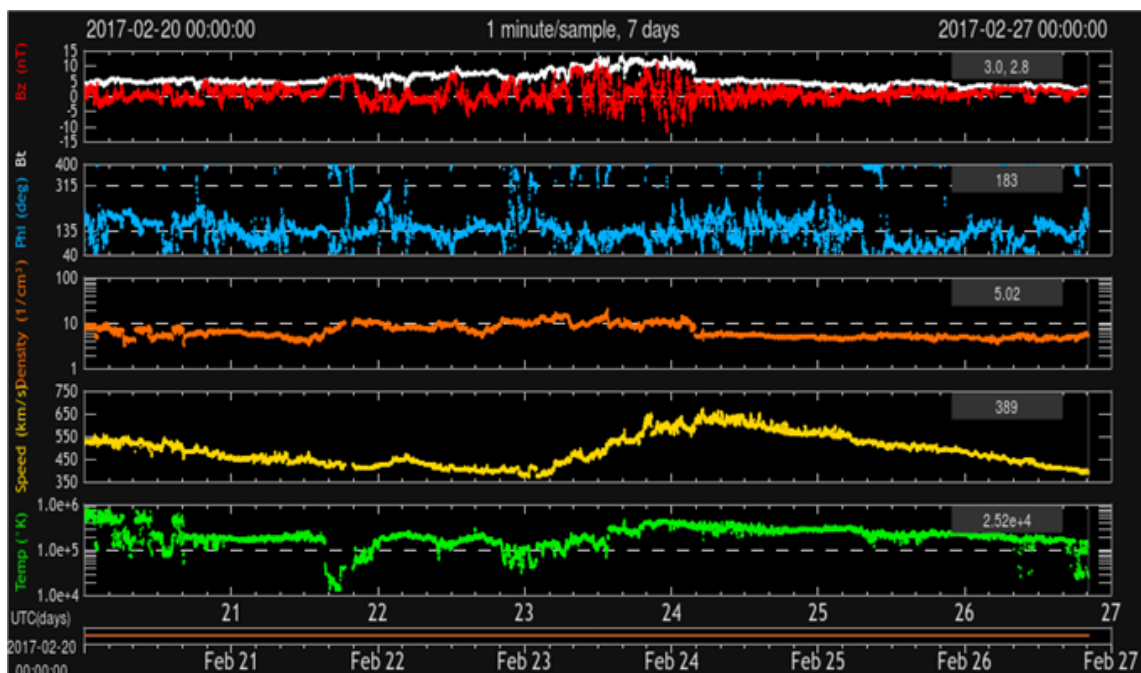 2017-02-20 00:00:00 1 minute/sample, 7 days 2017-02-27 00:00:00
Bz (nT)
Bt
15
10
5
0
-5
-10
-15
3.0, 2.8
Phi (deg)
400
315
135
40
183
Density (1/cm³)
100
10
1
5.02
Speed (km/s)
750
650
550
450
350
389
Temp (°K)
1.0e+6
1.0e+5
1.0e+4
2.52e+4
UTC(days) 21 22 23 24 25 26 27
2017-02-20
00:00:00
Feb 21 Feb 22 Feb 23 Feb 24 Feb 25 Feb 26 Feb 27